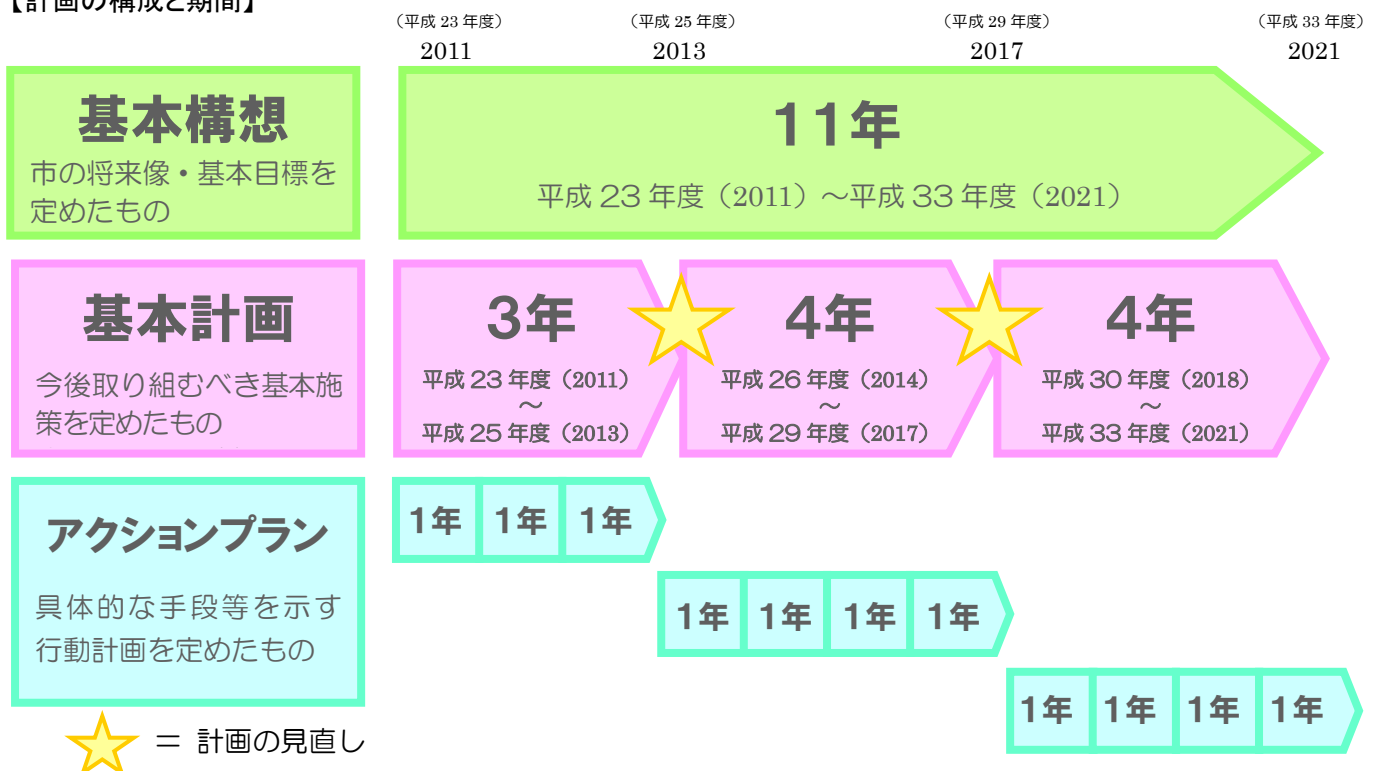 【計画の構成と期間】
（平成 23 年度） （平成 25 年度） （平成 29 年度） （平成 33 年度）
2011 2013 2017 2021
基本構想
市の将来像・基本目標を
定めたもの
11年
平成 23 年度（2011）～平成 33 年度（2021）
基本計画
今後取り組むべき基本施
策を定めたもの
3年
平成 23 年度（2011）
～
平成 25 年度（2013）
4年
平成 26 年度（2014）
～
平成 29 年度（2017）
4年
平成 30 年度（2018）
～
平成 33 年度（2021）
アクションプラン
具体的な手段等を示す
行動計画を定めたもの
1年 1年 1年
1年 1年 1年 1年
1年 1年 1年 1年
＝ 計画の見直し